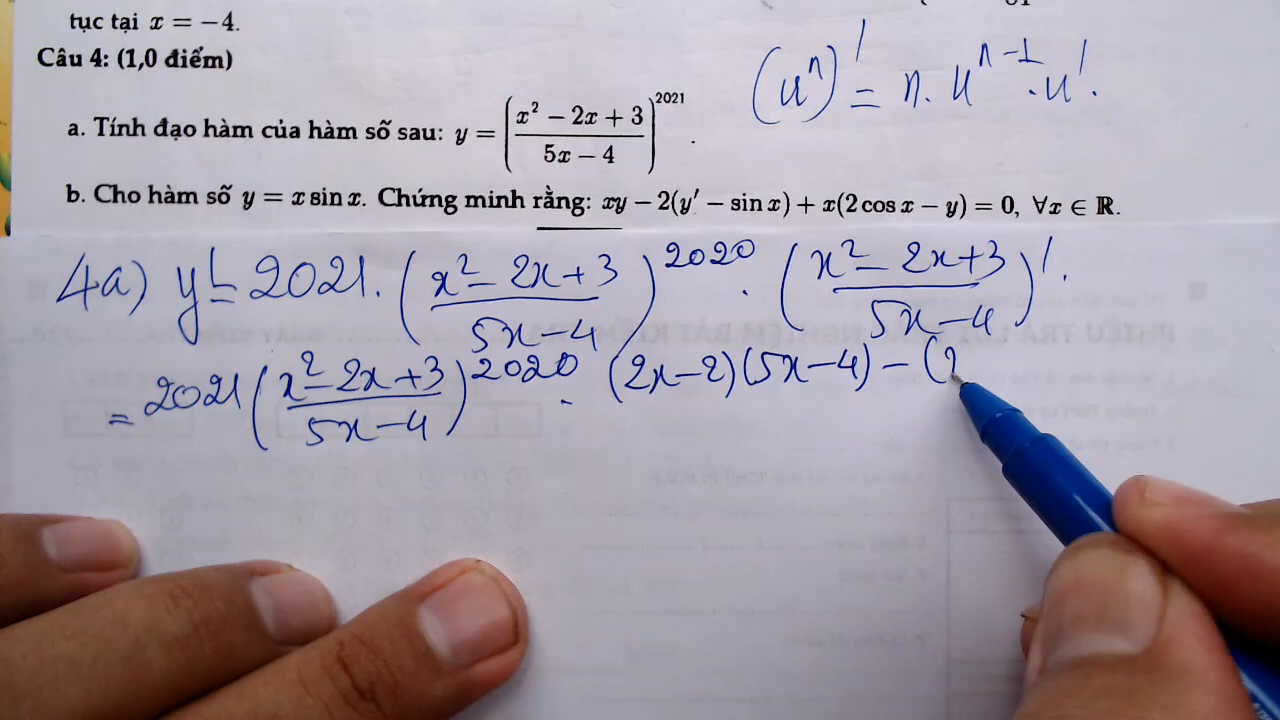 tục tại x = −4.
Câu 4: (1,0 điểm)
(uⁿ)' = n.uⁿ⁻¹.u'.
a. Tính đạo hàm của hàm số sau: y = ((x² − 2x + 3)/(5x − 4))²⁰²¹.
b. Cho hàm số y = x sin x. Chứng minh rằng: xy − 2(y′ − sin x) + x(2 cos x − y) = 0, ∀x ∈ ℝ.
4a) y' = 2021.((x² − 2x + 3)/(5x − 4))²⁰²⁰ . ((x² − 2x + 3)/(5x − 4))'.
= 2021((x² − 2x + 3)/(5x − 4))²⁰²⁰ . (2x − 2)(5x − 4) − (